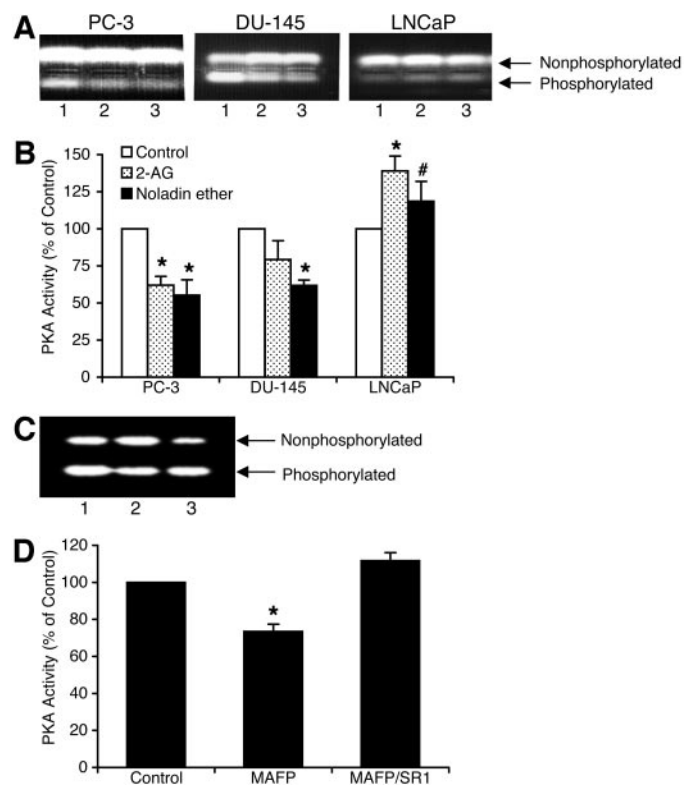 A
PC-3 DU-145 LNCaP
Nonphosphorylated
Phosphorylated
1 2 3 1 2 3 1 2 3
B
PKA Activity (% of Control)
150
125
100
75
50
25
0
Control
2-AG
Noladin ether
* * * * #
PC-3 DU-145 LNCaP
C
Nonphosphorylated
Phosphorylated
1 2 3
D
PKA Activity (% of Control)
120
100
80
60
40
20
0
*
Control MAFP MAFP/SR1